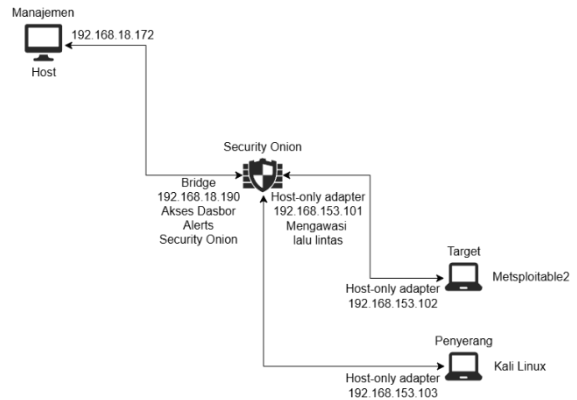 Manajemen
192.168.18.172
Host
Security Onion
Bridge
192.168.18.190
Akses Dasbor
Alerts
Security Onion
Host-only adapter
192.168.153.101
Mengawasi
lalu lintas
Target
Metsploitable2
Host-only adapter
192.168.153.102
Penyerang
Kali Linux
Host-only adapter
192.168.153.103